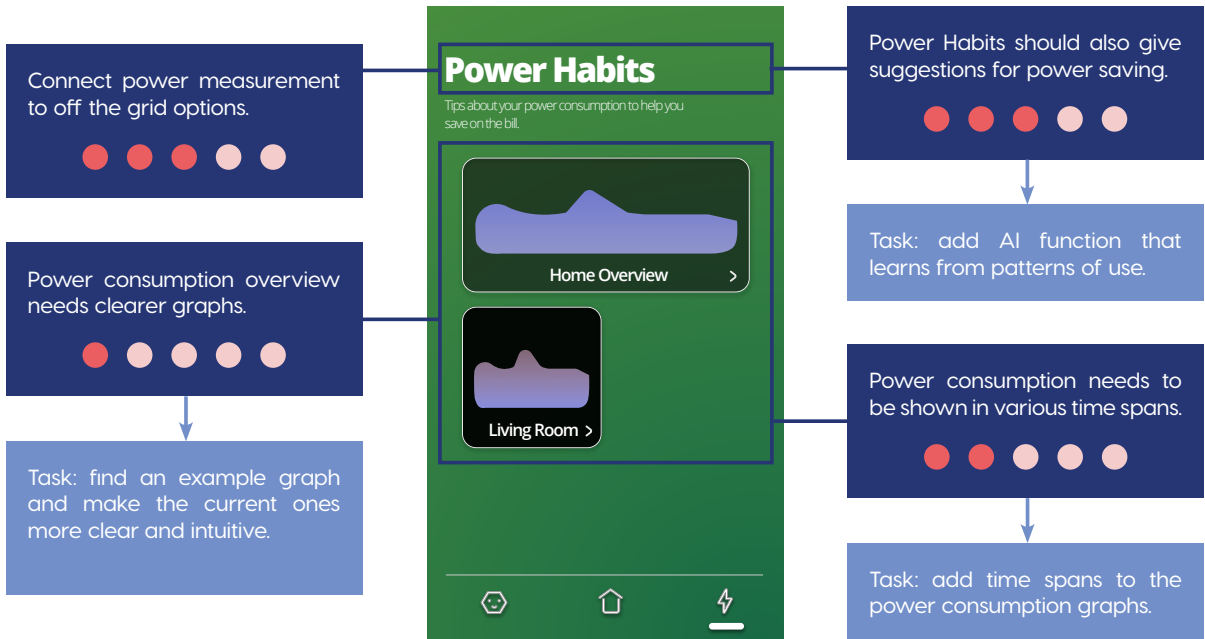 Connect power measurement
to off the grid options.
Power consumption overview
needs clearer graphs.
Task: find an example graph
and make the current ones
more clear and intuitive.
Power Habits
Tips about your power consumption to help you
save on the bill.
Home Overview >
Living Room >
Power Habits should also give
suggestions for power saving.
Task: add AI function that
learns from patterns of use.
Power consumption needs to
be shown in various time spans.
Task: add time spans to the
power consumption graphs.